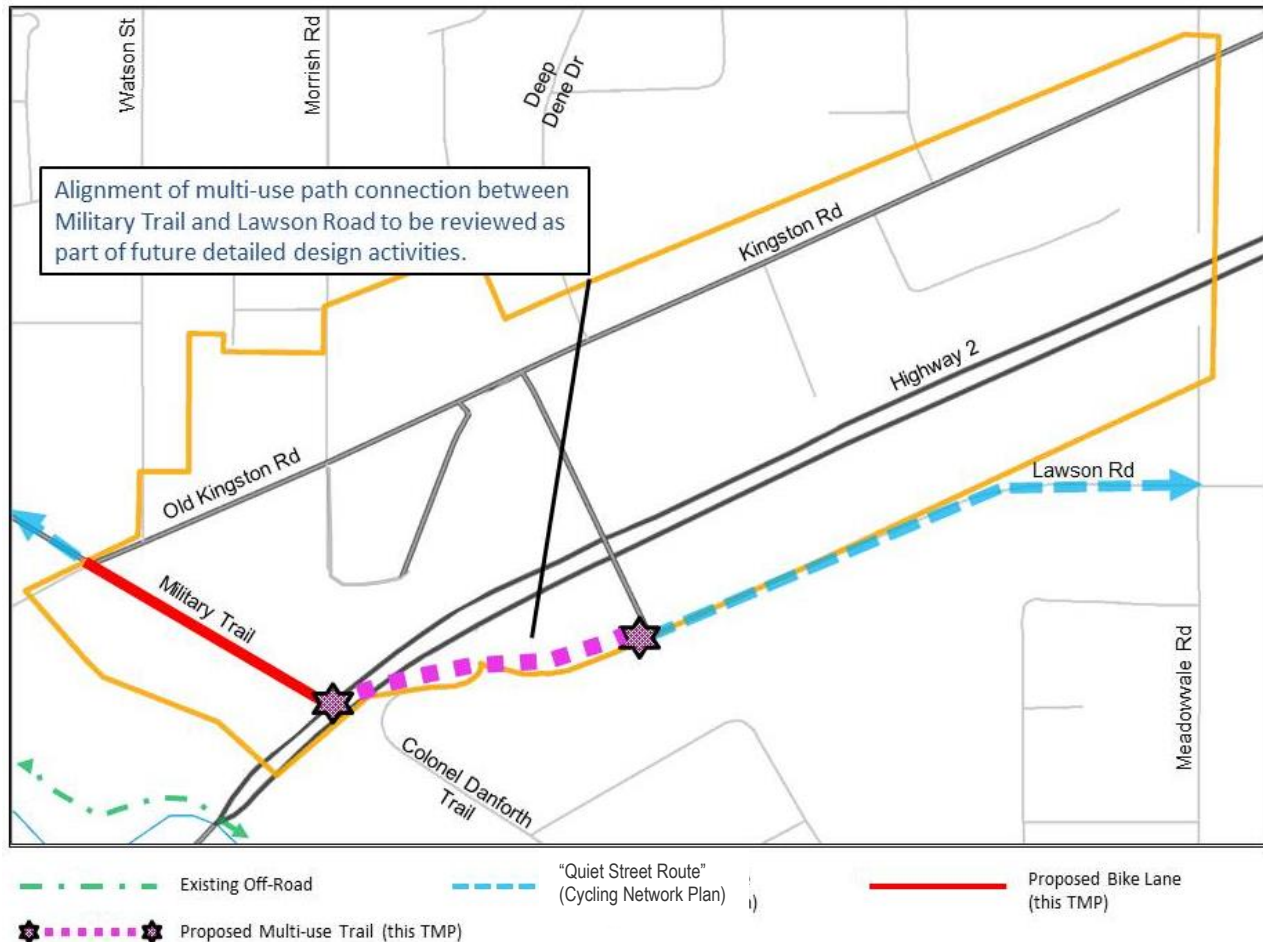 Watson St
Morrish Rd
Deep
Dene Dr
Alignment of multi-use path connection between
Military Trail and Lawson Road to be reviewed as
part of future detailed design activities.
Kingston Rd
Highway 2
Old Kingston Rd
Lawson Rd
Military Trail
Meadowvale Rd
Colonel Danforth
Trail
Existing Off-Road
"Quiet Street Route"
(Cycling Network Plan)
Proposed Bike Lane
(this TMP)
Proposed Multi-use Trail (this TMP)